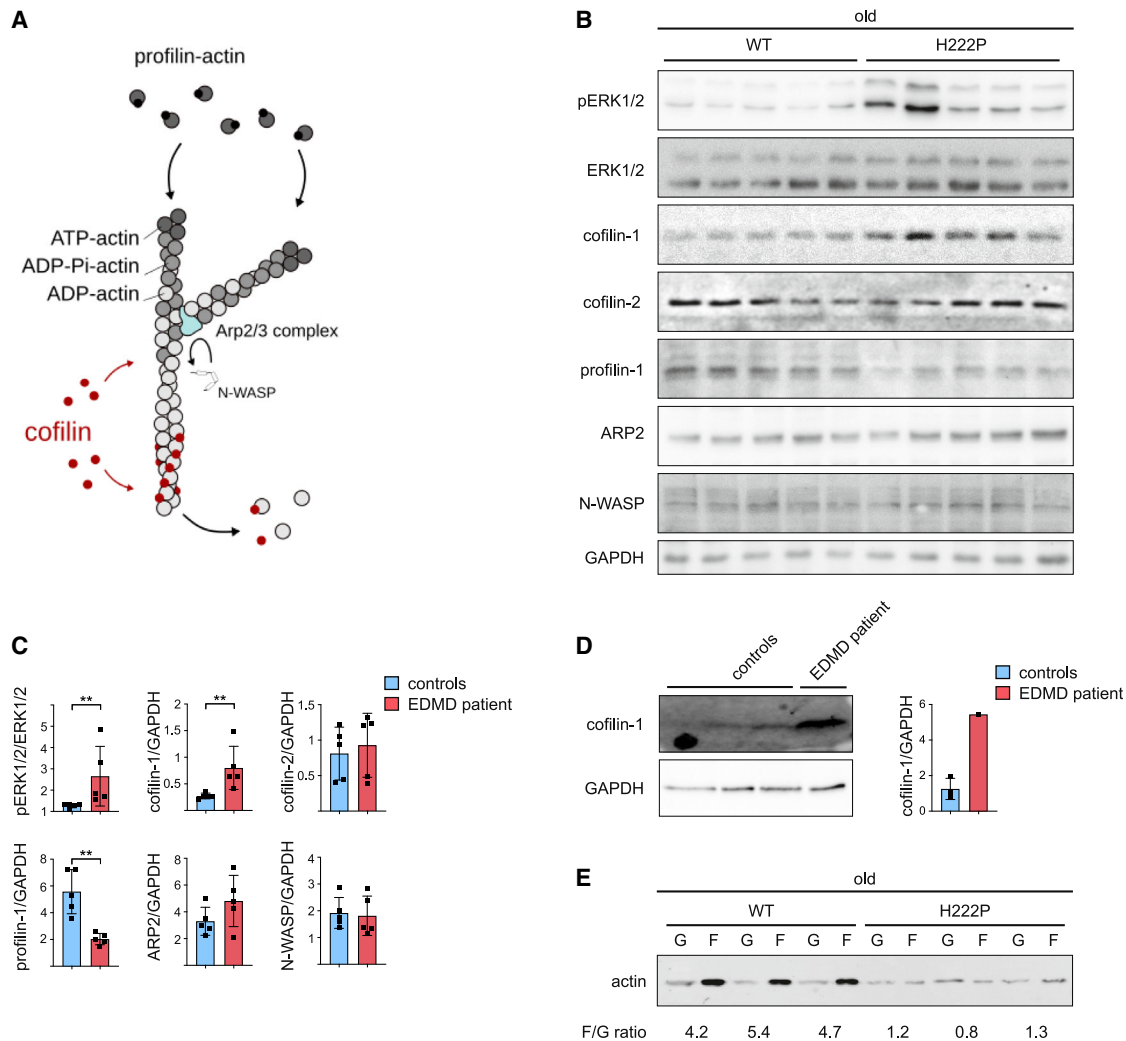 A
profilin-actin
ATP-actin
ADP-Pi-actin
ADP-actin
Arp2/3 complex
N-WASP
cofilin
B
old
WT H222P
pERK1/2
ERK1/2
cofilin-1
cofilin-2
profilin-1
ARP2
N-WASP
GAPDH
C
controls
EDMD patient
pERK1/2/ERK1/2
**
6
5
4
3
2
1
cofilin-1/GAPDH
**
2
1.5
1
0.5
cofilin-2/GAPDH
1.5
1
0.5
profilin-1/GAPDH
**
8
6
4
2
ARP2/GAPDH
8
6
4
2
N-WASP/GAPDH
4
3
2
1
D
controls EDMD patient
cofilin-1
GAPDH
controls
EDMD patient
cofilin-1/GAPDH
6
4
2
0
E
old
WT H222P
G F G F G F G F G F G F
actin
F/G ratio 4.2 5.4 4.7 1.2 0.8 1.3